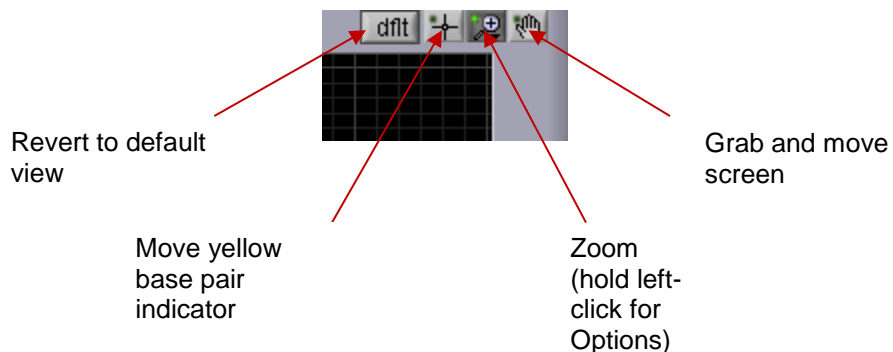 dflt
Revert to default
view
Grab and move
screen
Move yellow
base pair
indicator
Zoom
(hold left-
click for
Options)